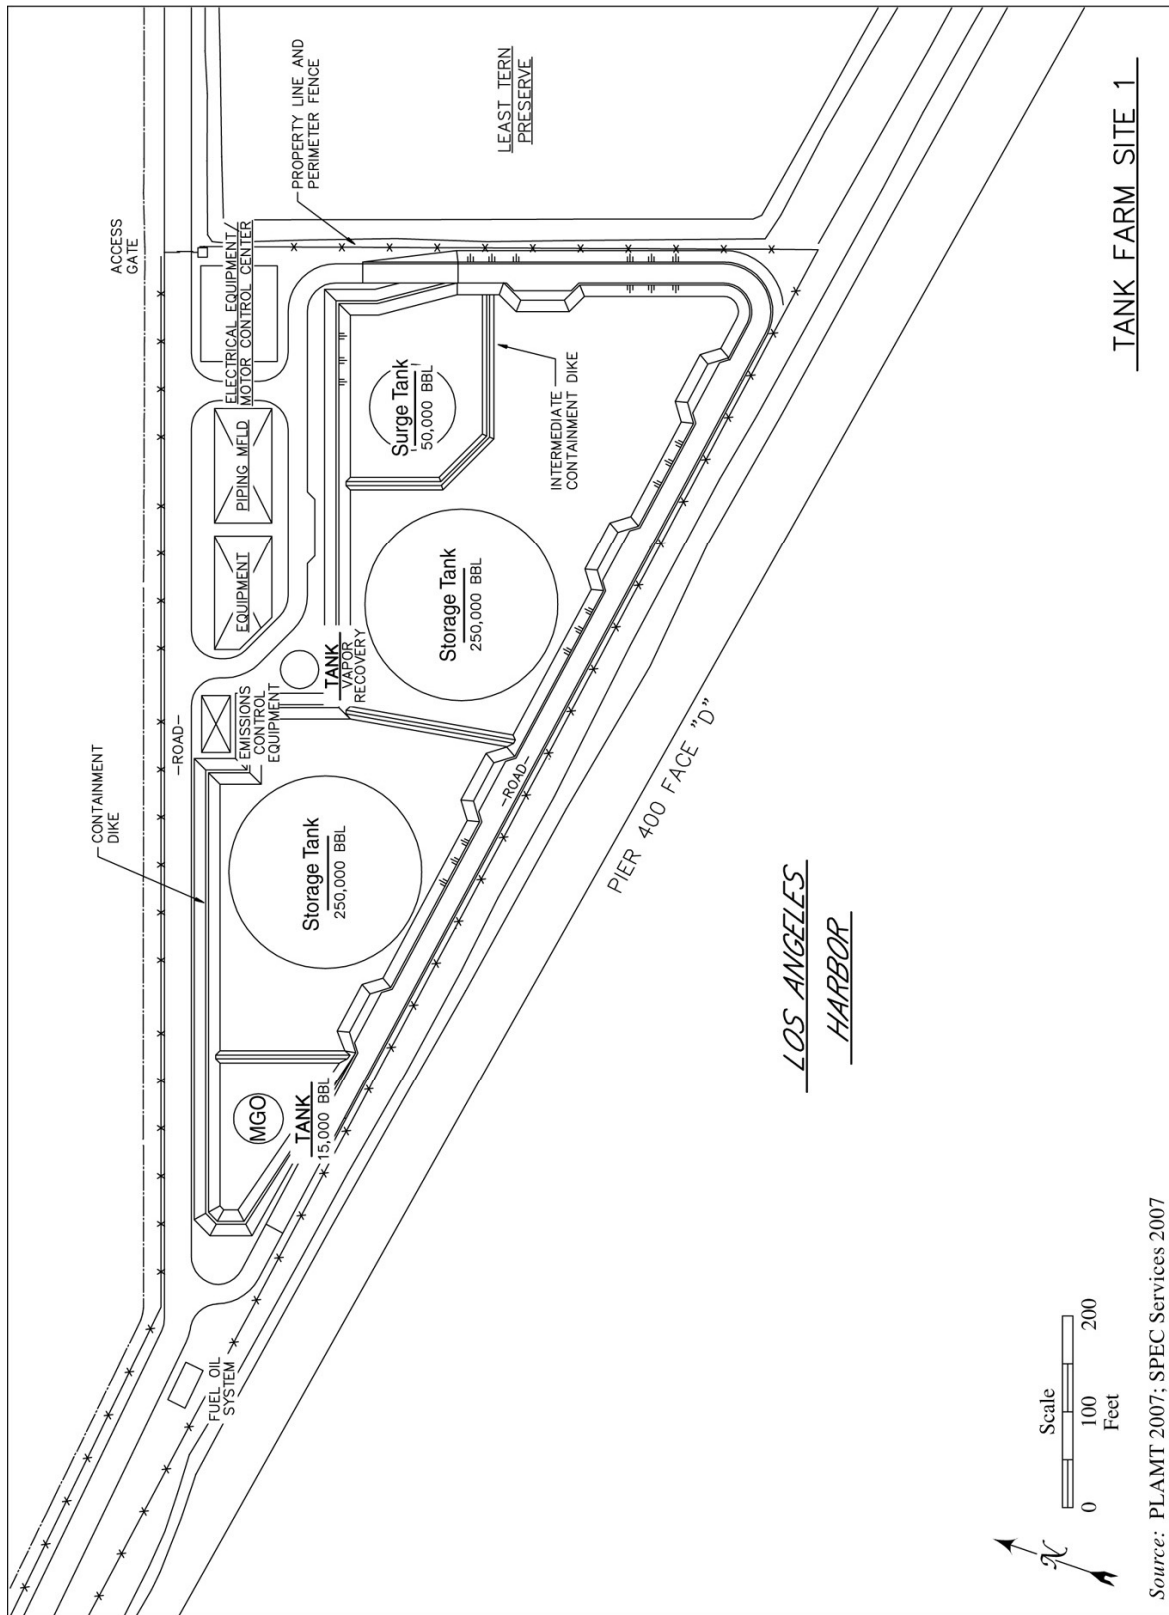 ACCESS
GATE
CONTAINMENT
DIKE
-ROAD-
ELECTRICAL EQUIPMENT/
MOTOR CONTROL CENTER
PROPERTY LINE AND
PERIMETER FENCE
LEAST TERN
PRESERVE
PIPING MFLD
EQUIPMENT
EMISSIONS
CONTROL
EQUIPMENT
TANK
VAPOR
RECOVERY
FUEL OIL
SYSTEM
MGO
TANK
15,000 BBL
Storage Tank
250,000 BBL
Storage Tank
250,000 BBL
Surge Tank
50,000 BBL
INTERMEDIATE
CONTAINMENT DIKE
-ROAD-
PIER 400 FACE "D"
LOS ANGELES
HARBOR
N
Scale
0 100 200
Feet
TANK FARM SITE 1
Source: PLAMT 2007; SPEC Services 2007